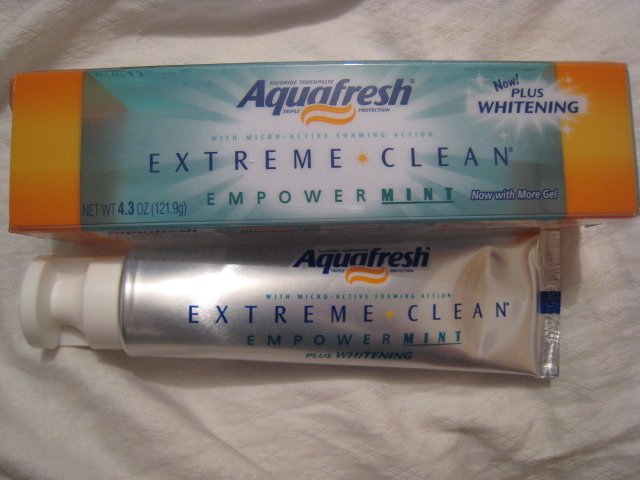 FLUORIDE TOOTHPASTE
Aquafresh®
TRIPLE PROTECTION
Now!
PLUS
WHITENING
WITH MICRO-ACTIVE FOAMING ACTION
EXTREME CLEAN®
EMPOWERMINT
NET WT 4.3 OZ (121.9g)
Now with More Gel
FLUORIDE TOOTHPASTE
Aquafresh®
TRIPLE PROTECTION
WITH MICRO-ACTIVE FOAMING ACTION
EXTREME CLEAN®
EMPOWERMINT
PLUS WHITENING